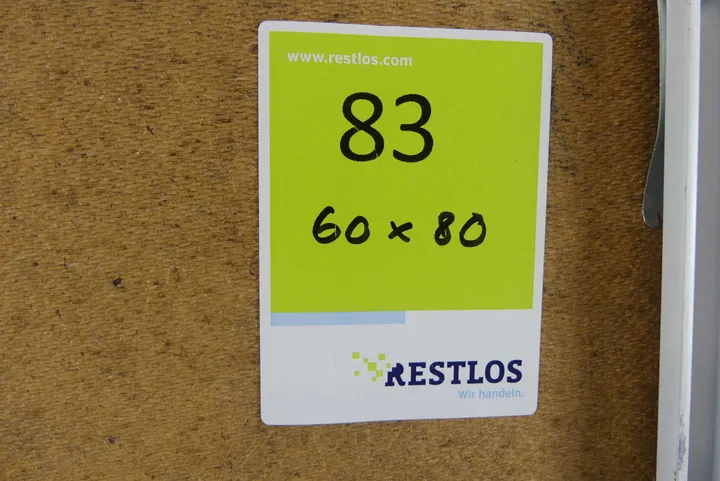 www.restlos.com
83
60 x 80
RESTLOS
Wir handeln.